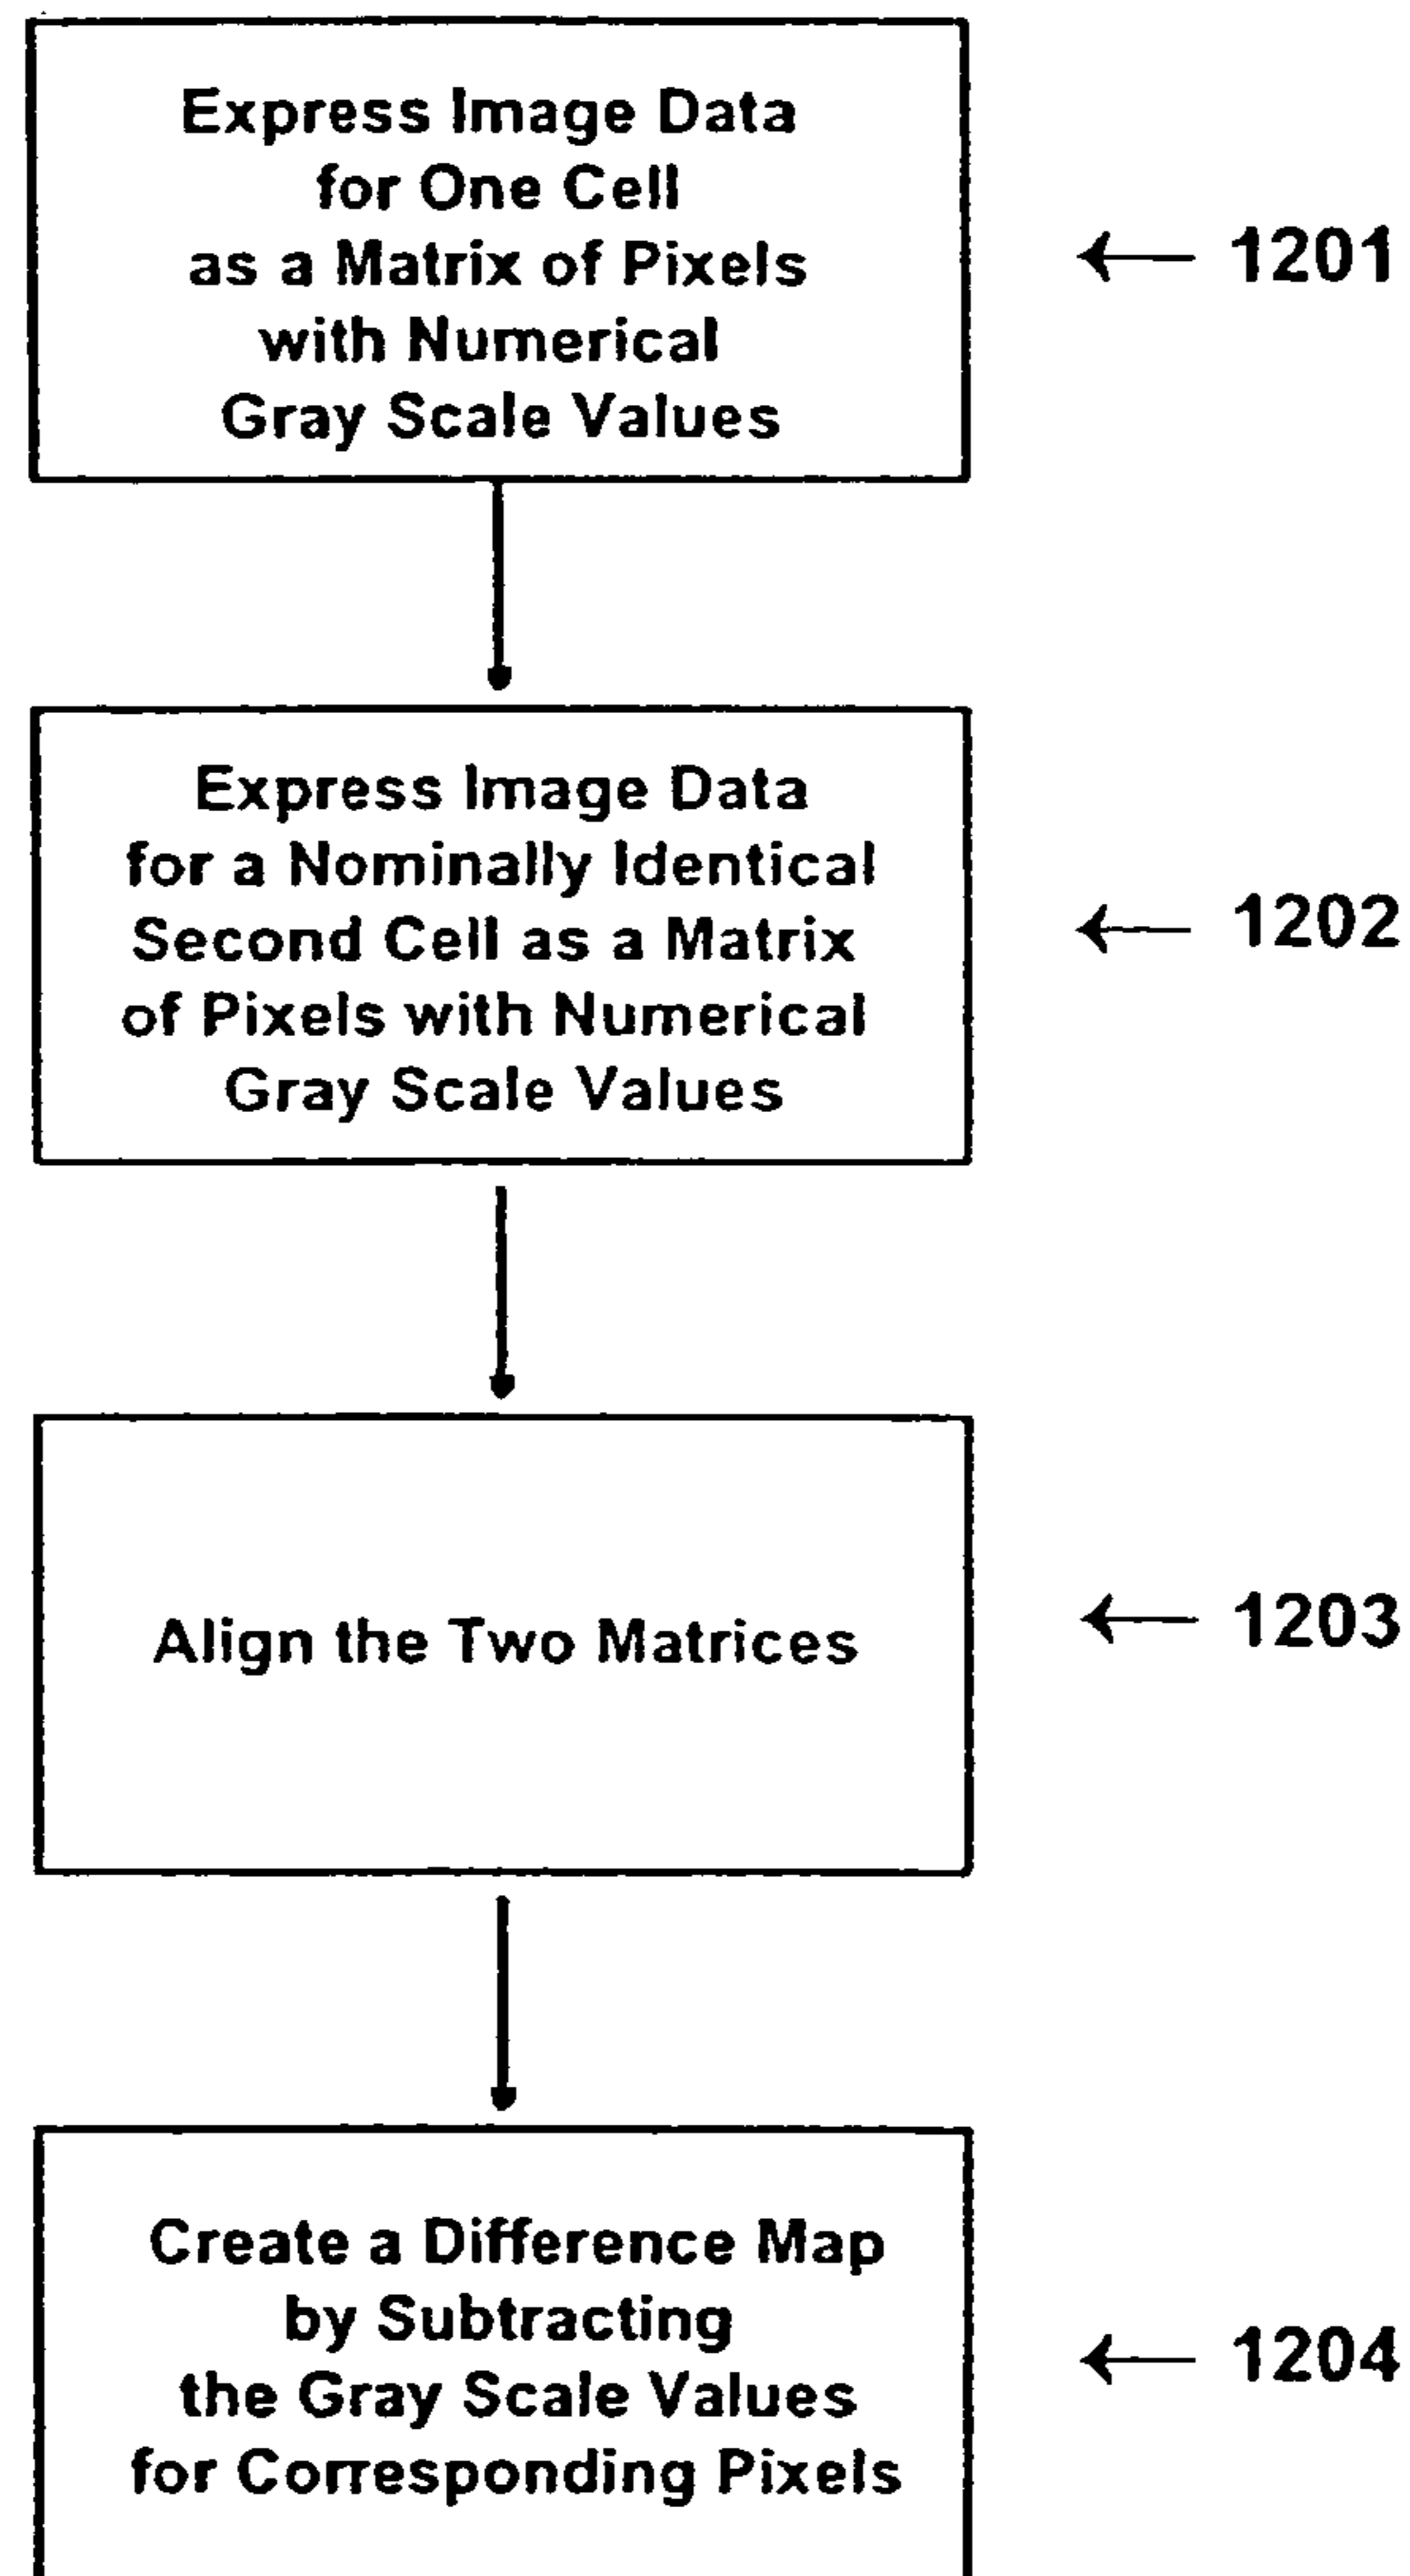 Express Image Data
for One Cell
as a Matrix of Pixels
with Numerical
Gray Scale Values
1201
Express Image Data
for a Nominally Identical
Second Cell as a Matrix
of Pixels with Numerical
Gray Scale Values
1202
Align the Two Matrices
1203
Create a Difference Map
by Subtracting
the Gray Scale Values
for Corresponding Pixels
1204